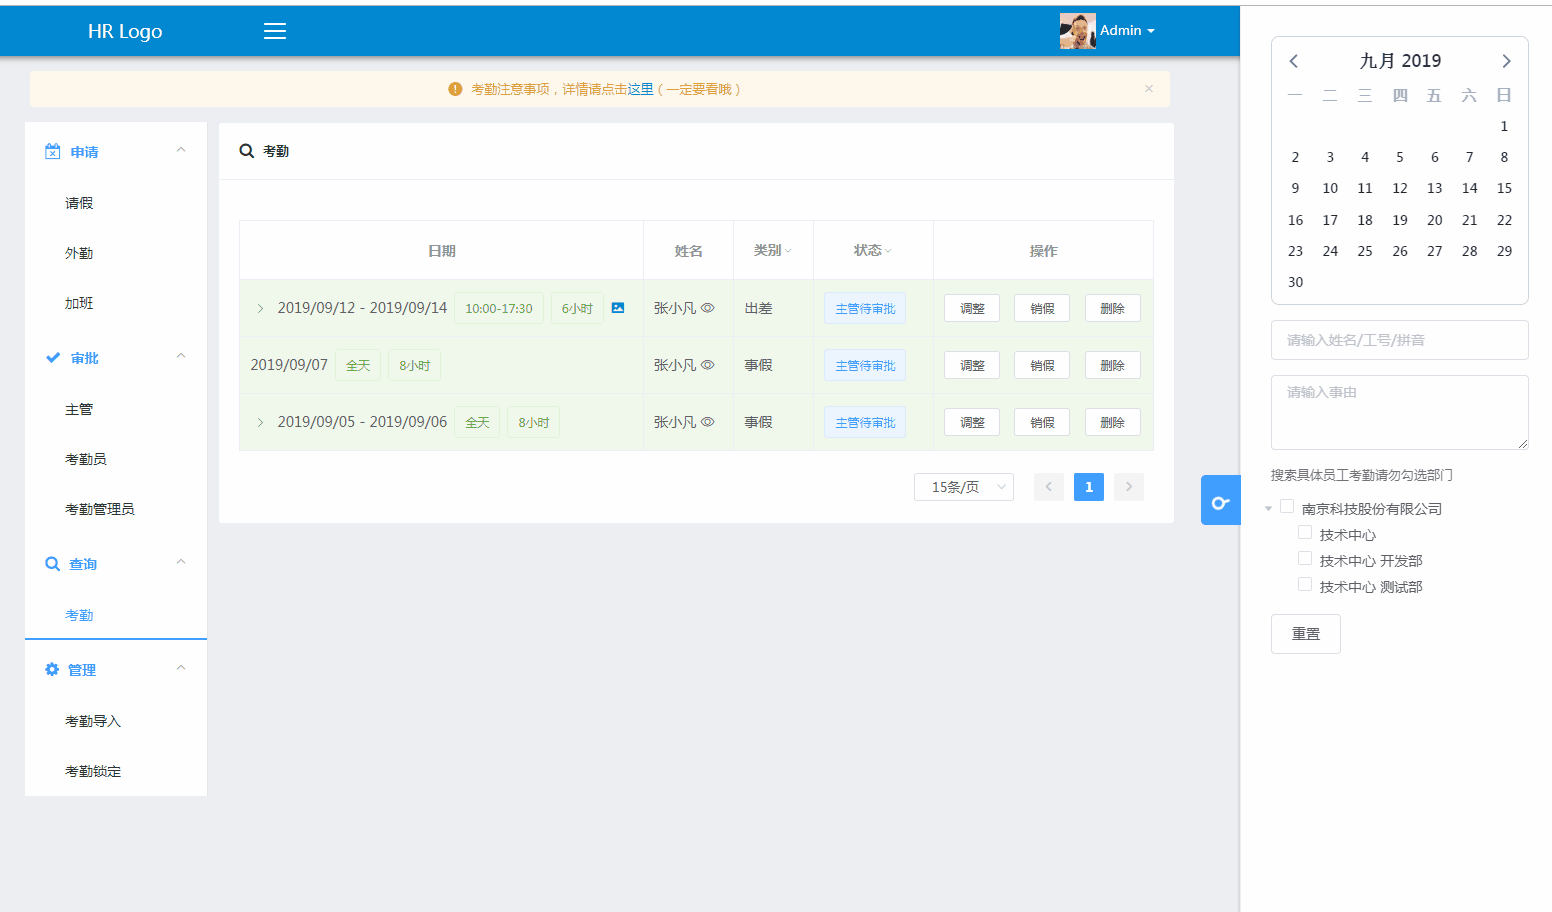 HR Logo
Admin
考勤注意事项，详情请点击这里（一定要看哦）
申请
请假
外勤
加班
审批
主管
考勤员
考勤管理员
查询
考勤
管理
考勤导入
考勤锁定
考勤
日期 姓名 类别 状态 操作
2019/09/12 - 2019/09/14 10:00-17:30 6小时 张小凡 出差 主管待审批 调整 销假 删除
2019/09/07 全天 8小时 张小凡 事假 主管待审批 调整 销假 删除
2019/09/05 - 2019/09/06 全天 8小时 张小凡 事假 主管待审批 调整 销假 删除
15条/页 1
九月 2019
一 二 三 四 五 六 日
1
2 3 4 5 6 7 8
9 10 11 12 13 14 15
16 17 18 19 20 21 22
23 24 25 26 27 28 29
30
请输入姓名/工号/拼音
请输入事由
搜索具体员工考勤请勿勾选部门
南京科技股份有限公司
技术中心
技术中心 开发部
技术中心 测试部
重置